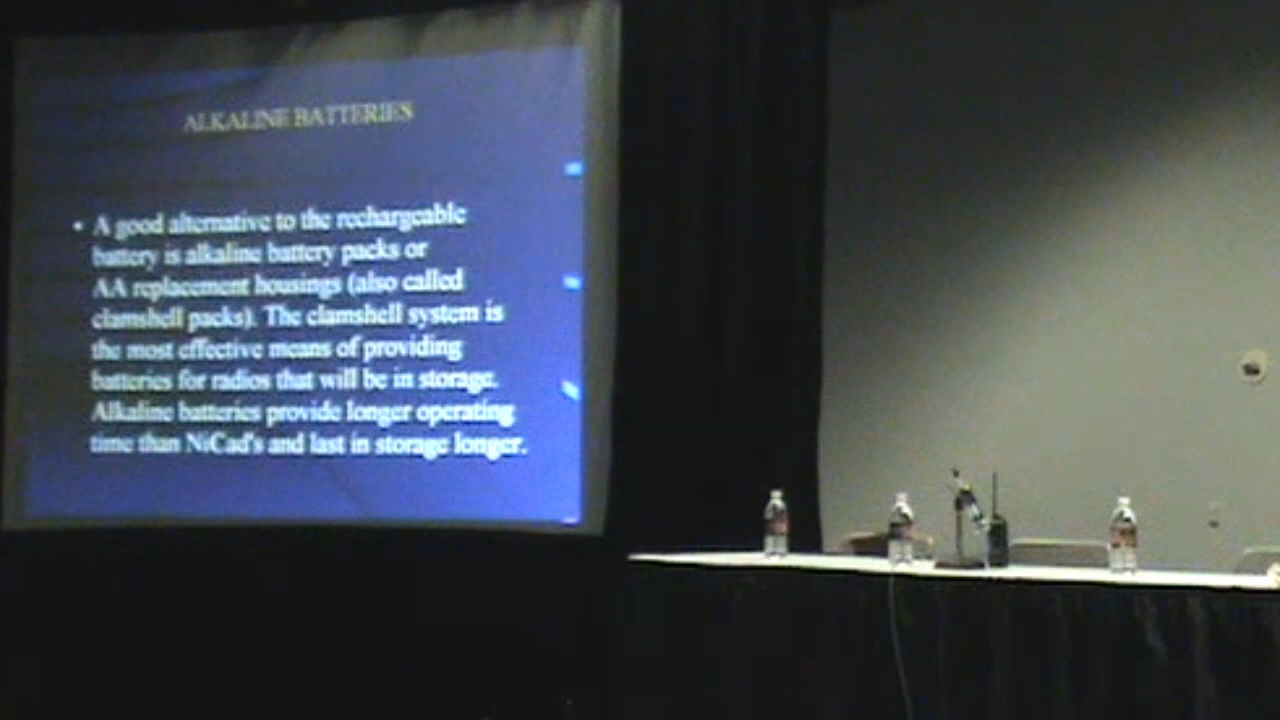 ALKALINE BATTERIES
• A good alternative to the rechargeable
battery is alkaline battery packs or
AA replacement housings (also called
clamshell packs). The clamshell system is
the most effective means of providing
batteries for radios that will be in storage.
Alkaline batteries provide longer operating
time than NiCad's and last in storage longer.